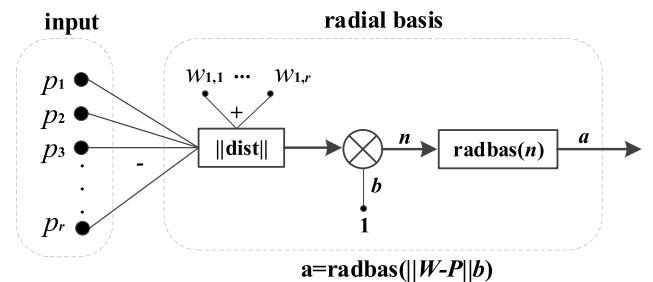 input
radial basis
p1
p2
p3
pr
w1,1 ... w1,r
+
-
||dist||
n
b
1
radbas(n)
a
a=radbas(||W-P||b)